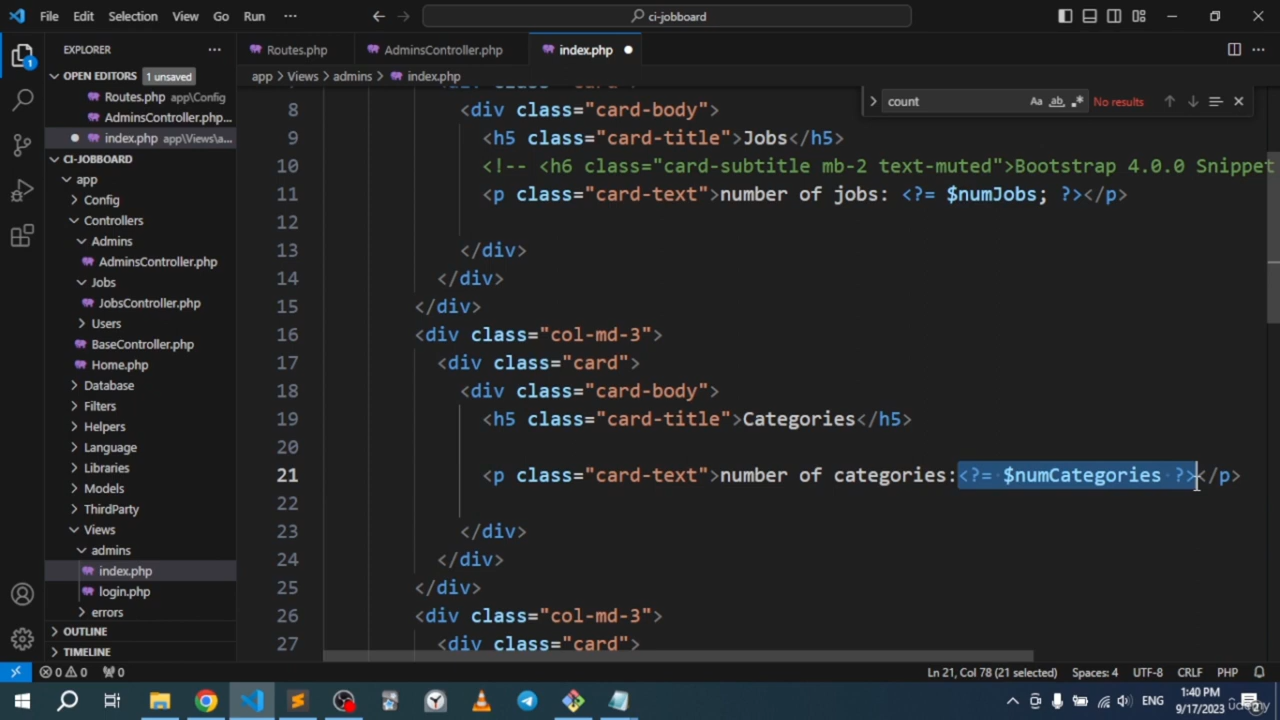 File Edit Selection View Go Run ··· ci-jobboard
EXPLORER ···
Routes.php AdminsController.php index.php
OPEN EDITORS 1 unsaved
app > Views > admins > index.php
Routes.php app\Config
AdminsController.php...
index.php app\Views\a...
count Aa ab No results
CI-JOBBOARD
app
Config
Controllers
Admins
AdminsController.php
Jobs
JobsController.php
Users
BaseController.php
Home.php
Database
Filters
Helpers
Language
Libraries
Models
ThirdParty
Views
admins
index.php
login.php
errors
OUTLINE
TIMELINE
8 <div class="card-body">
9 <h5 class="card-title">Jobs</h5>
10 <!-- <h6 class="card-subtitle mb-2 text-muted">Bootstrap 4.0.0 Snippet
11 <p class="card-text">number of jobs: <?= $numJobs; ?></p>
12
13 </div>
14 </div>
15 </div>
16 <div class="col-md-3">
17 <div class="card">
18 <div class="card-body">
19 <h5 class="card-title">Categories</h5>
20
21 <p class="card-text">number of categories:<?= $numCategories ?></p>
22
23 </div>
24 </div>
25 </div>
26 <div class="col-md-3">
27 <div class="card">
0 0 0 Ln 21, Col 78 (21 selected) Spaces: 4 UTF-8 CRLF PHP
ENG 1:40 PM
9/17/2023
udemy